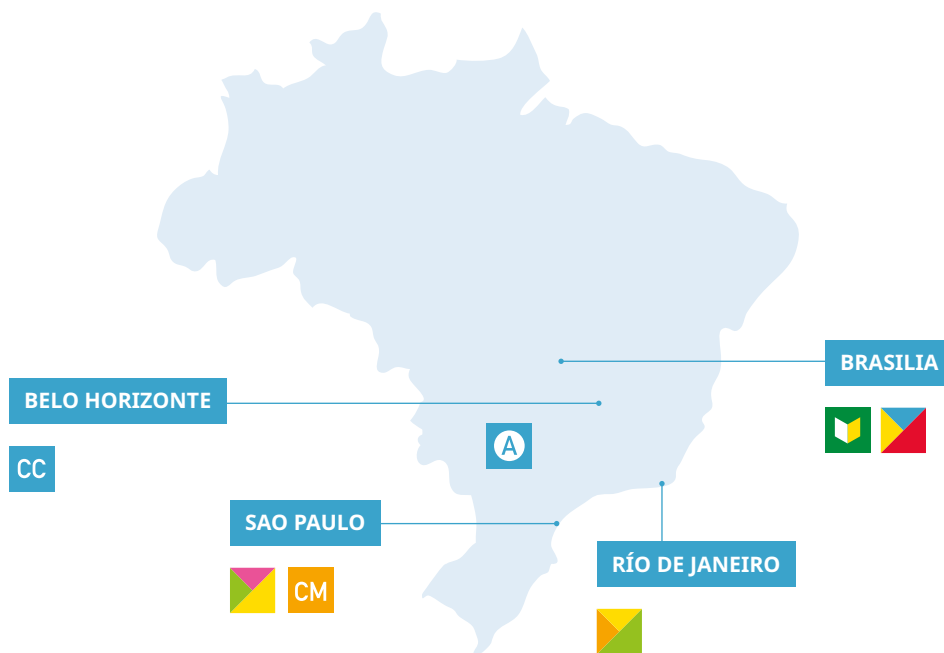 BRASILIA
BELO HORIZONTE
A
CC
SAO PAULO
RÍO DE JANEIRO
CM